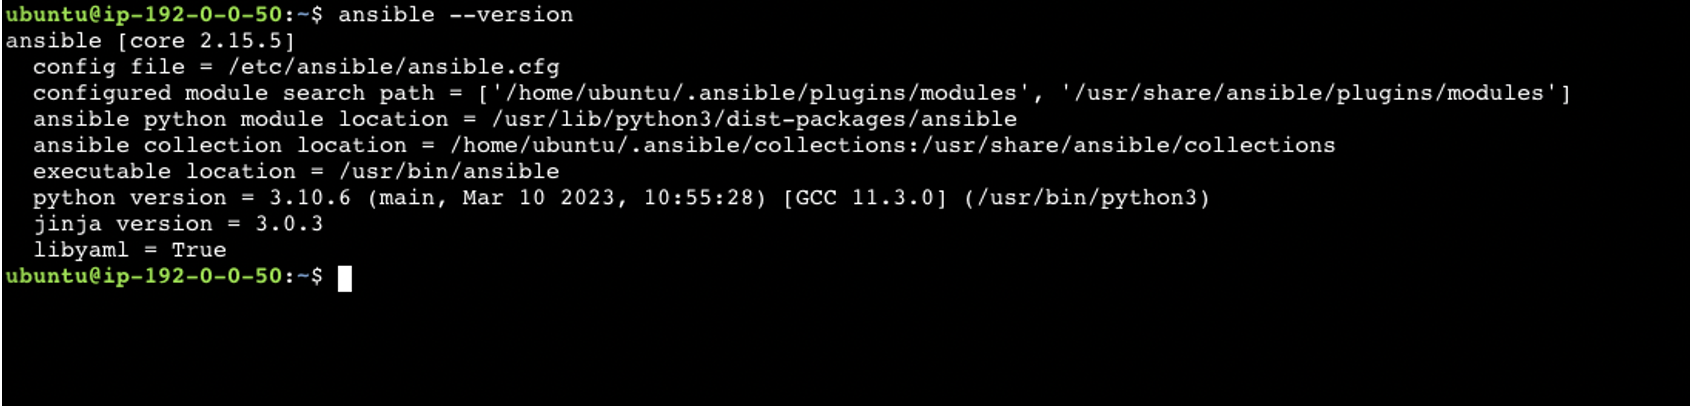 ubuntu@ip-192-0-0-50:~$ ansible --version
ansible [core 2.15.5]
  config file = /etc/ansible/ansible.cfg
  configured module search path = ['/home/ubuntu/.ansible/plugins/modules', '/usr/share/ansible/plugins/modules']
  ansible python module location = /usr/lib/python3/dist-packages/ansible
  ansible collection location = /home/ubuntu/.ansible/collections:/usr/share/ansible/collections
  executable location = /usr/bin/ansible
  python version = 3.10.6 (main, Mar 10 2023, 10:55:28) [GCC 11.3.0] (/usr/bin/python3)
  jinja version = 3.0.3
  libyaml = True
ubuntu@ip-192-0-0-50:~$